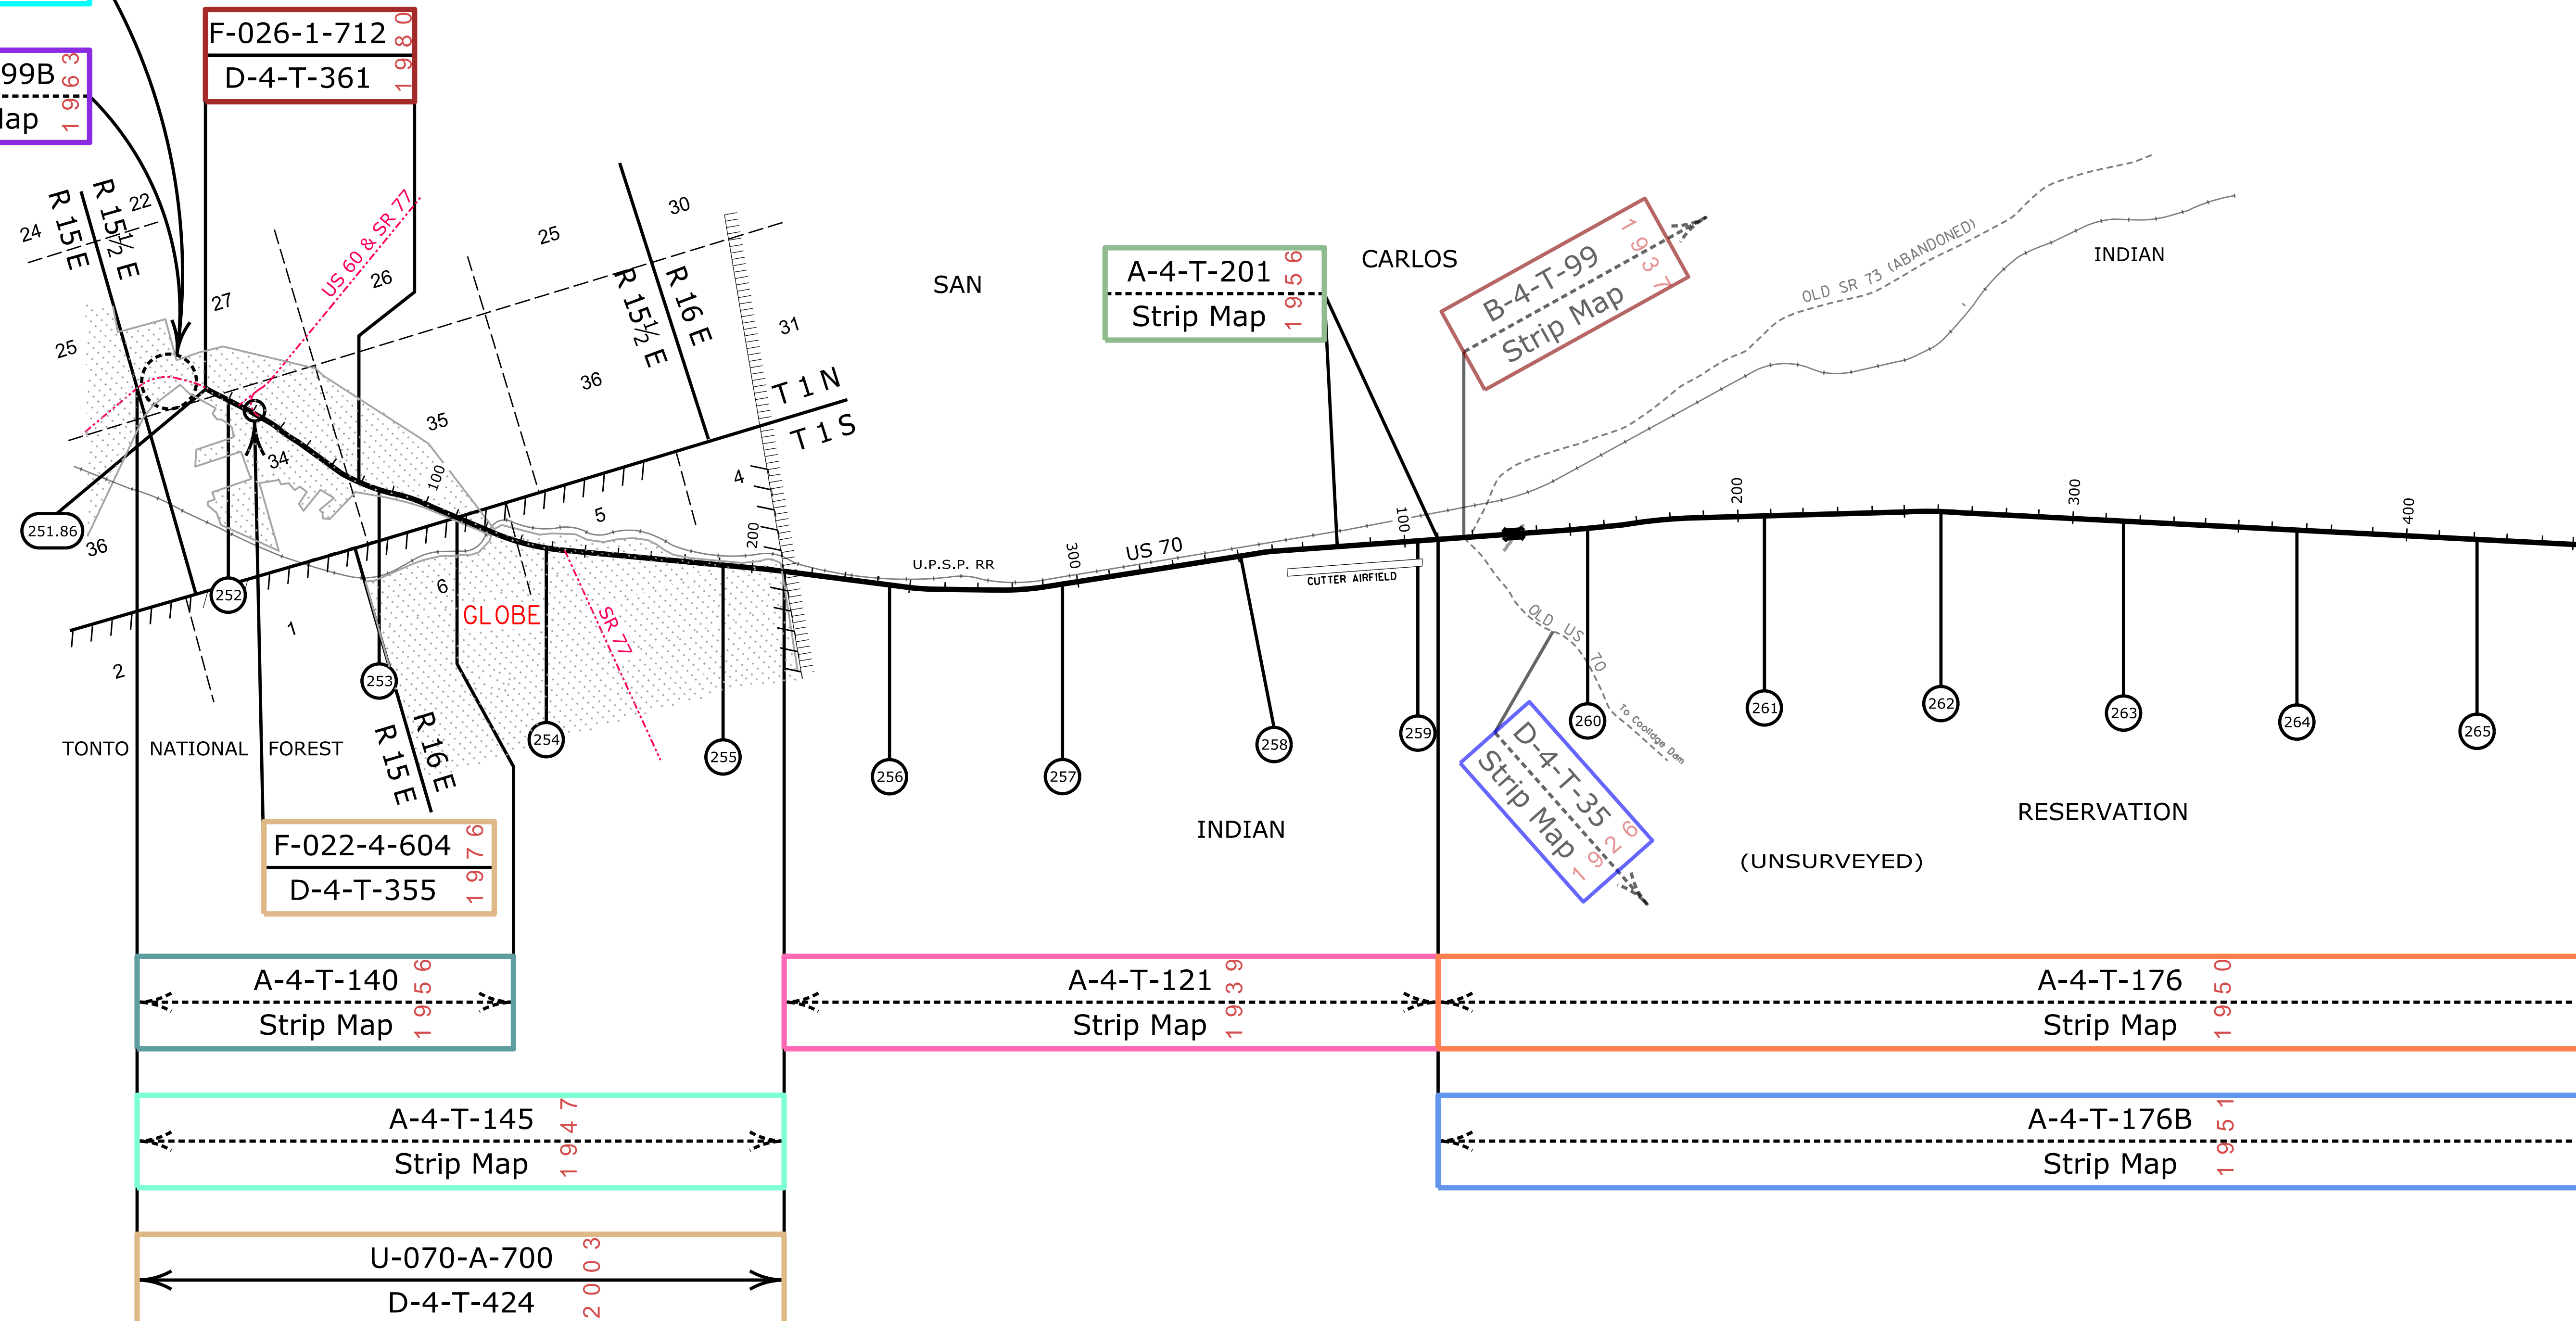 F-026-1-712
D-4-T-361
1980
99B
ap
1963
R 15 E
R 15½ E
24
22
25
27
26
US 60 & SR 77
25
30
R 15½ E
R 16 E
36
31
35
34
T 1 N
T 1 S
SAN
CARLOS
INDIAN
A-4-T-201
Strip Map
1956
B-4-T-99
Strip Map
1937
OLD SR 73 (ABANDONED)
100
200
300
100
200
300
400
4
5
6
1
2
36
251.86
GLOBE
SR 77
U.P.S.P. RR
US 70
CUTTER AIRFIELD
OLD US 70
To Coolidge Dam
252
253
254
255
256
257
258
259
260
261
262
263
264
265
TONTO NATIONAL FOREST
R 15 E
R 16 E
D-4-T-35
Strip Map
1926
INDIAN
RESERVATION
(UNSURVEYED)
F-022-4-604
D-4-T-355
1976
A-4-T-140
Strip Map
1956
A-4-T-121
Strip Map
1939
A-4-T-176
Strip Map
1950
A-4-T-145
Strip Map
1947
A-4-T-176B
Strip Map
1951
U-070-A-700
D-4-T-424
2003